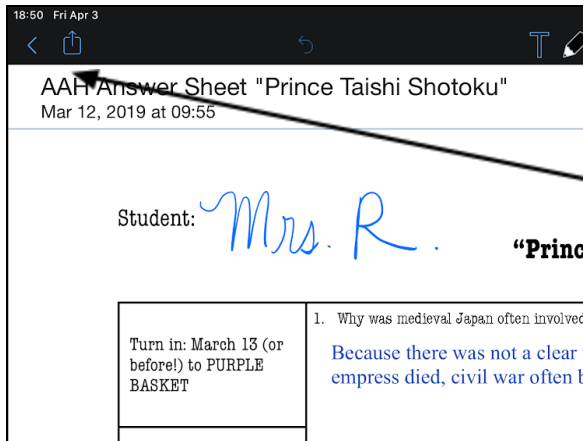 18:50 Fri Apr 3
T
AAH Answer Sheet "Prince Taishi Shotoku"
Mar 12, 2019 at 09:55
Student: Mrs. R.
"Princ
1. Why was medieval Japan often involved
Turn in: March 13 (or
before!) to PURPLE
BASKET
Because there was not a clear
empress died, civil war often b